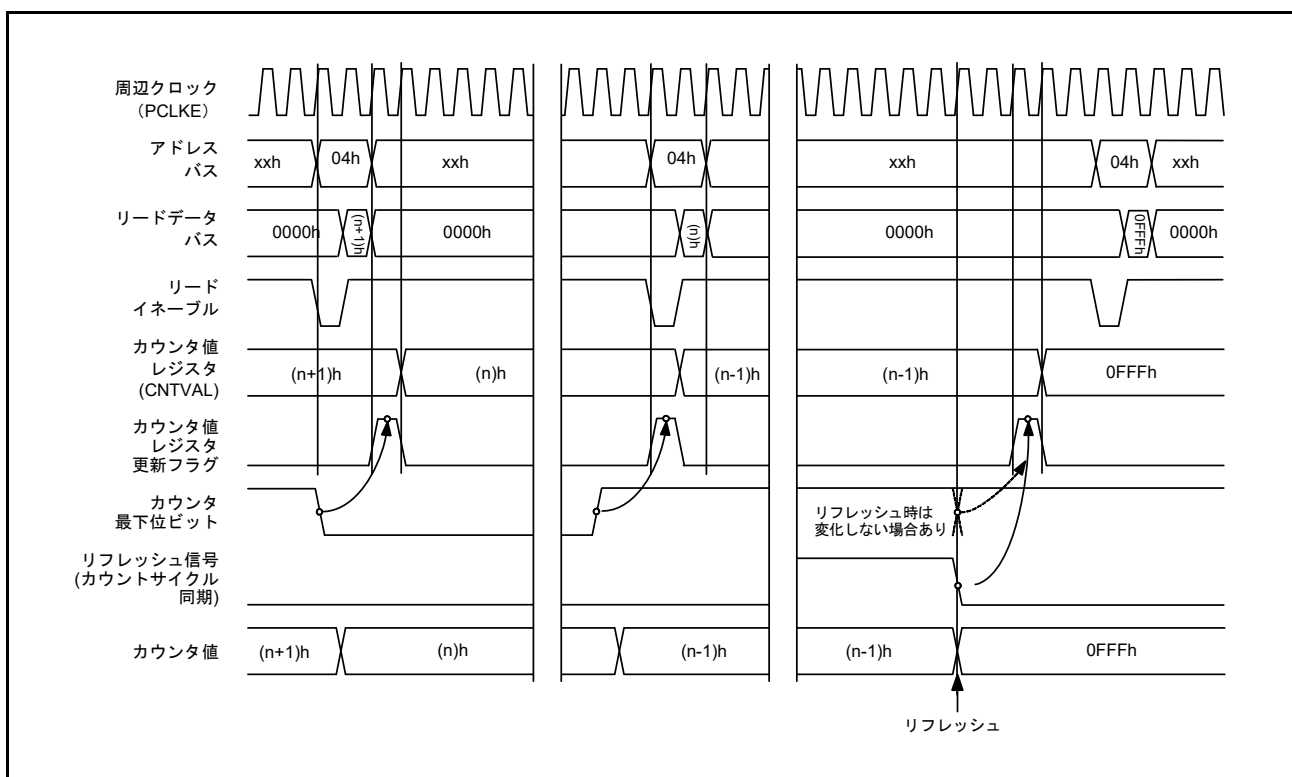 周辺クロック
（PCLKE）
アドレス
バス
xxh
04h
xxh
04h
xxh
04h
xxh
リードデータ
バス
0000h
(n+1)h
0000h
(n)h
0000h
0FFFh
0000h
リード
イネーブル
カウンタ値
レジスタ
(CNTVAL)
(n+1)h
(n)h
(n-1)h
(n-1)h
0FFFh
カウンタ値
レジスタ
更新フラグ
カウンタ
最下位ビット
リフレッシュ時は
変化しない場合あり
リフレッシュ信号
(カウントサイクル
同期)
カウンタ値
(n+1)h
(n)h
(n-1)h
(n-1)h
0FFFh
リフレッシュ